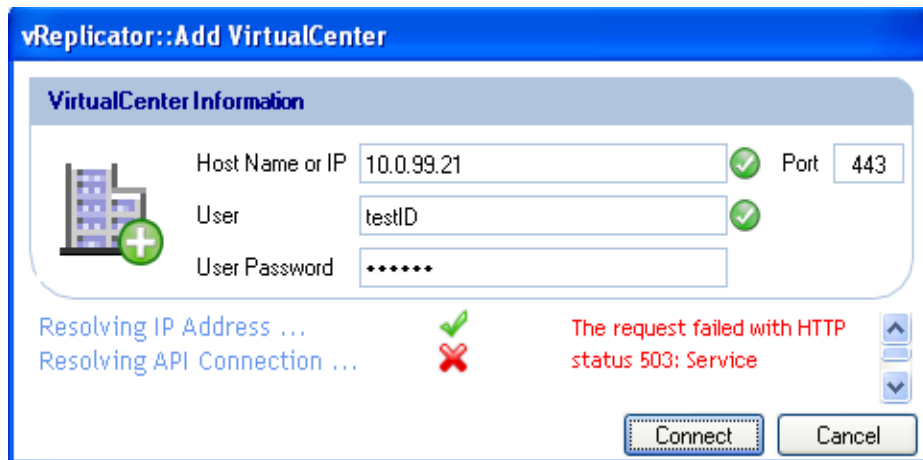 vReplicator::Add VirtualCenter
VirtualCenter Information
Host Name or IP 10.0.99.21 Port 443
User testID
User Password ••••••
Resolving IP Address ... The request failed with HTTP
Resolving API Connection ... status 503: Service
Connect Cancel